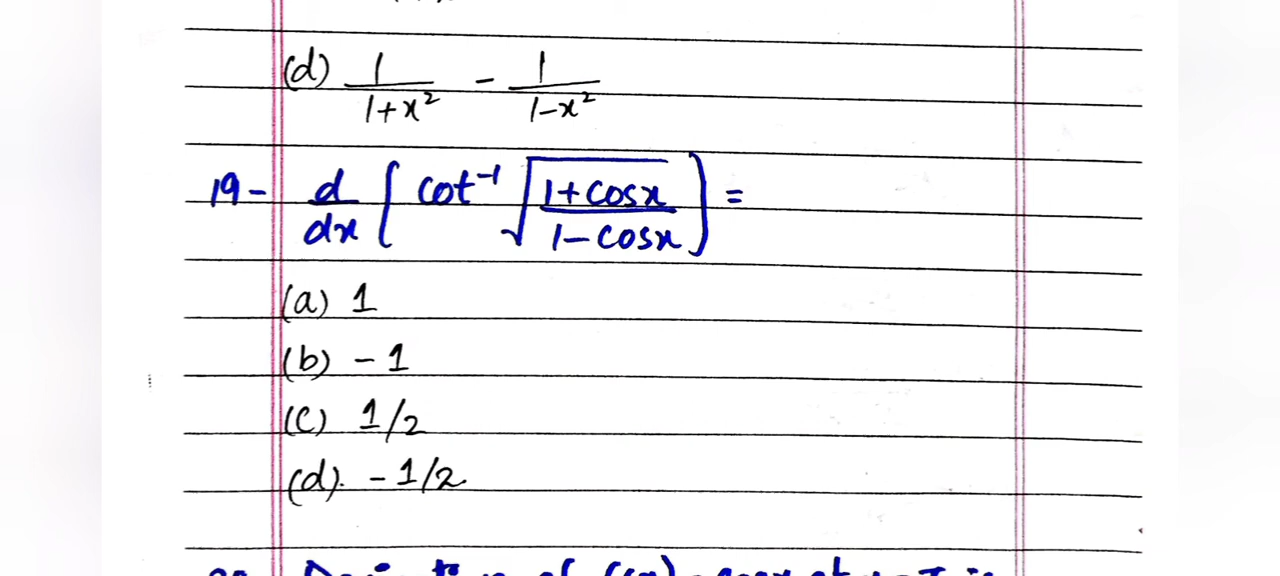 (d) 1/(1+x²) - 1/(1-x²)
19- d/dx [ cot⁻¹ √((1+cosx)/(1-cosx)) ] =
(a) 1
(b) - 1
(c) 1/2
(d). - 1/2